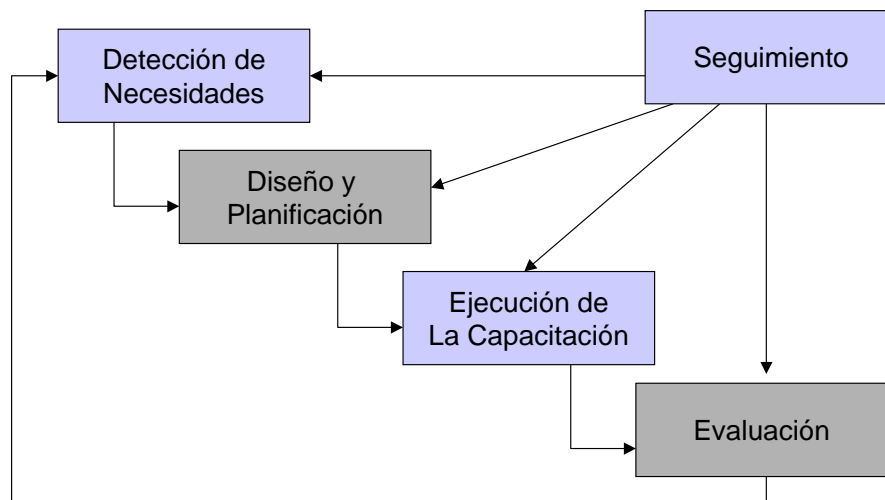 Detección de
Necesidades
Seguimiento
Diseño y
Planificación
Ejecución de
La Capacitación
Evaluación